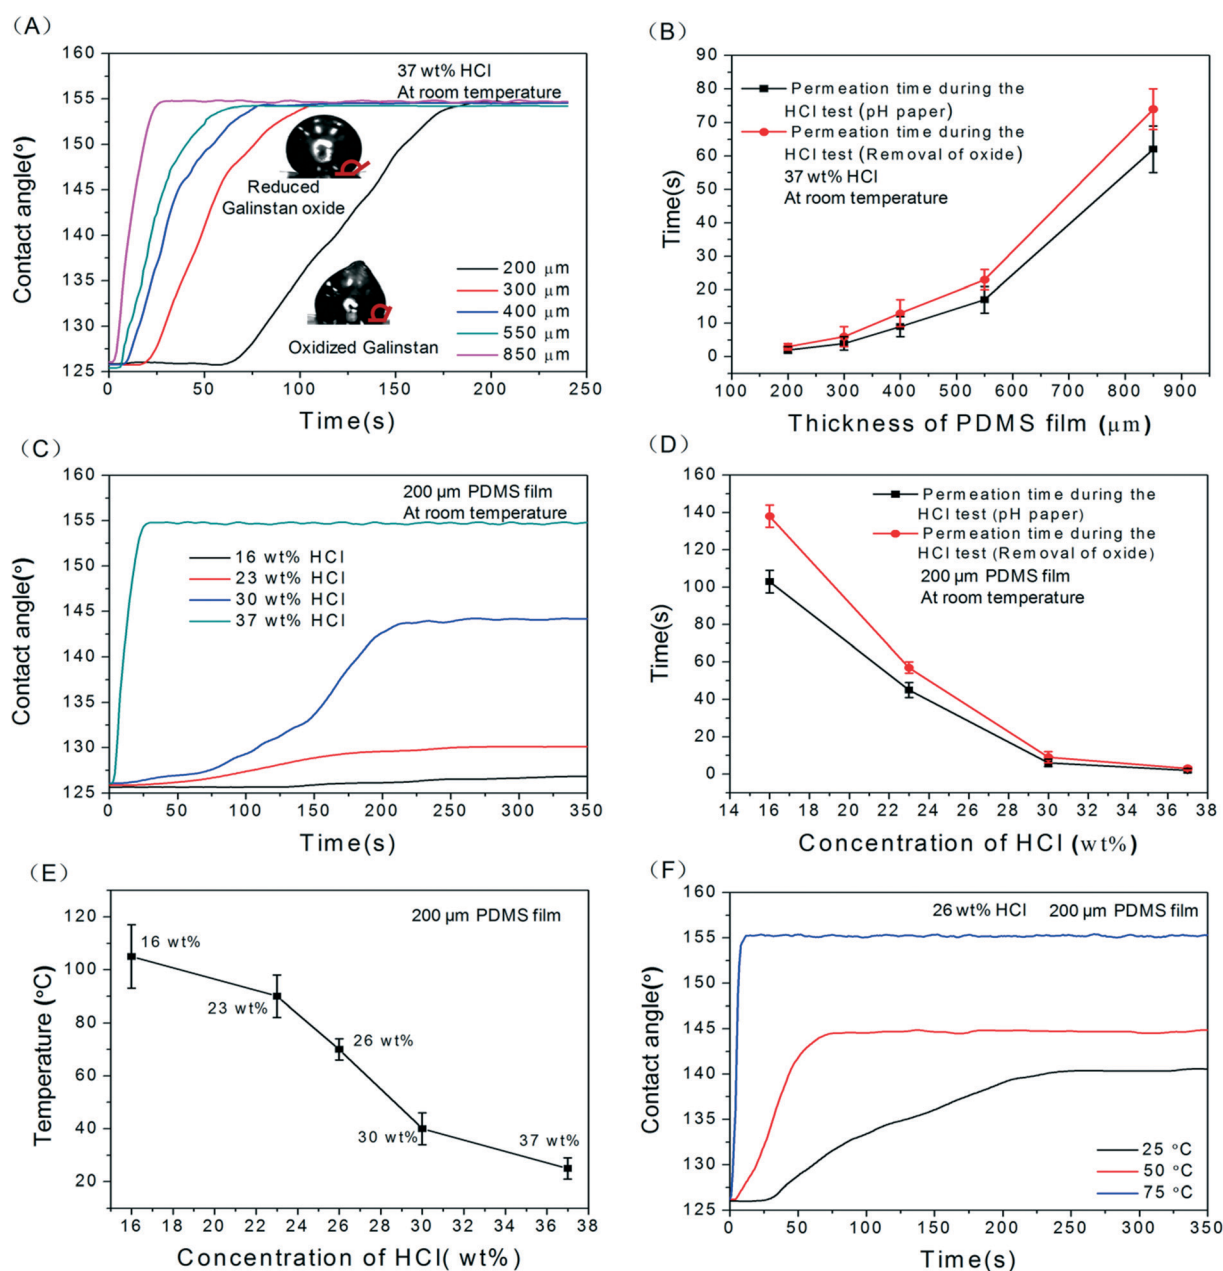 (A)
160
155
150
145
140
135
130
125
0
50
100
150
200
250
Contact angle(°)
Time(s)
37 wt% HCl
At room temperature
Reduced
Galinstan oxide
Oxidized Galinstan
200 μm
300 μm
400 μm
550 μm
850 μm
(B)
90
80
70
60
50
40
30
20
10
0
100 200 300 400 500 600 700 800 900
Time(s)
Thickness of PDMS film (μm)
Permeation time during the
HCl test (pH paper)
Permeation time during the
HCl test (Removal of oxide)
37 wt% HCl
At room temperature
(C)
160
155
150
145
140
135
130
125
0 50 100 150 200 250 300 350
Contact angle(°)
Time(s)
200 μm PDMS film
At room temperature
16 wt% HCl
23 wt% HCl
30 wt% HCl
37 wt% HCl
(D)
160
140
120
100
80
60
40
20
0
14 16 18 20 22 24 26 28 30 32 34 36 38
Time(s)
Concentration of HCl (wt%)
Permeation time during the
HCl test (pH paper)
Permeation time during the
HCl test (Removal of oxide)
200 μm PDMS film
At room temperature
(E)
120
100
80
60
40
20
16 18 20 22 24 26 28 30 32 34 36 38
Temperature (°C)
Concentration of HCl( wt%)
200 μm PDMS film
16 wt%
23 wt%
26 wt%
30 wt%
37 wt%
(F)
160
155
150
145
140
135
130
125
0 50 100 150 200 250 300 350
Contact angle(°)
Time(s)
26 wt% HCl 200 μm PDMS film
25 °C
50 °C
75 °C